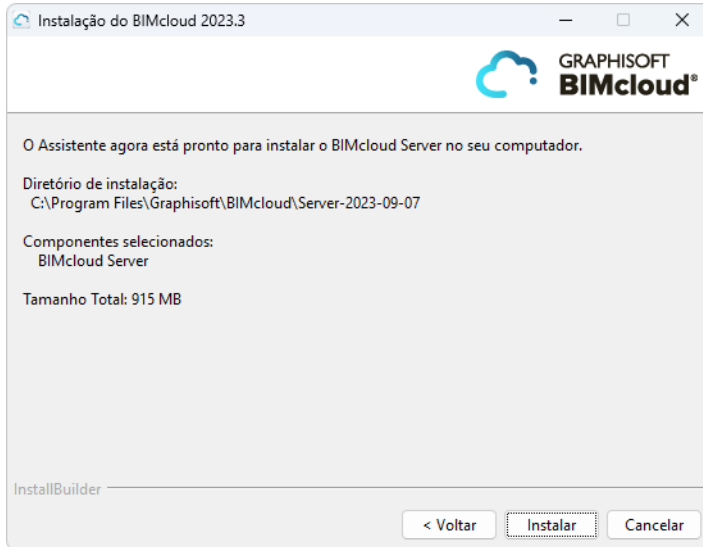 Instalação do BIMcloud 2023.3
GRAPHISOFT
BIMcloud®
O Assistente agora está pronto para instalar o BIMcloud Server no seu computador.
Diretório de instalação:
C:\Program Files\Graphisoft\BIMcloud\Server-2023-09-07
Componentes selecionados:
BIMcloud Server
Tamanho Total: 915 MB
InstallBuilder
< Voltar Instalar Cancelar